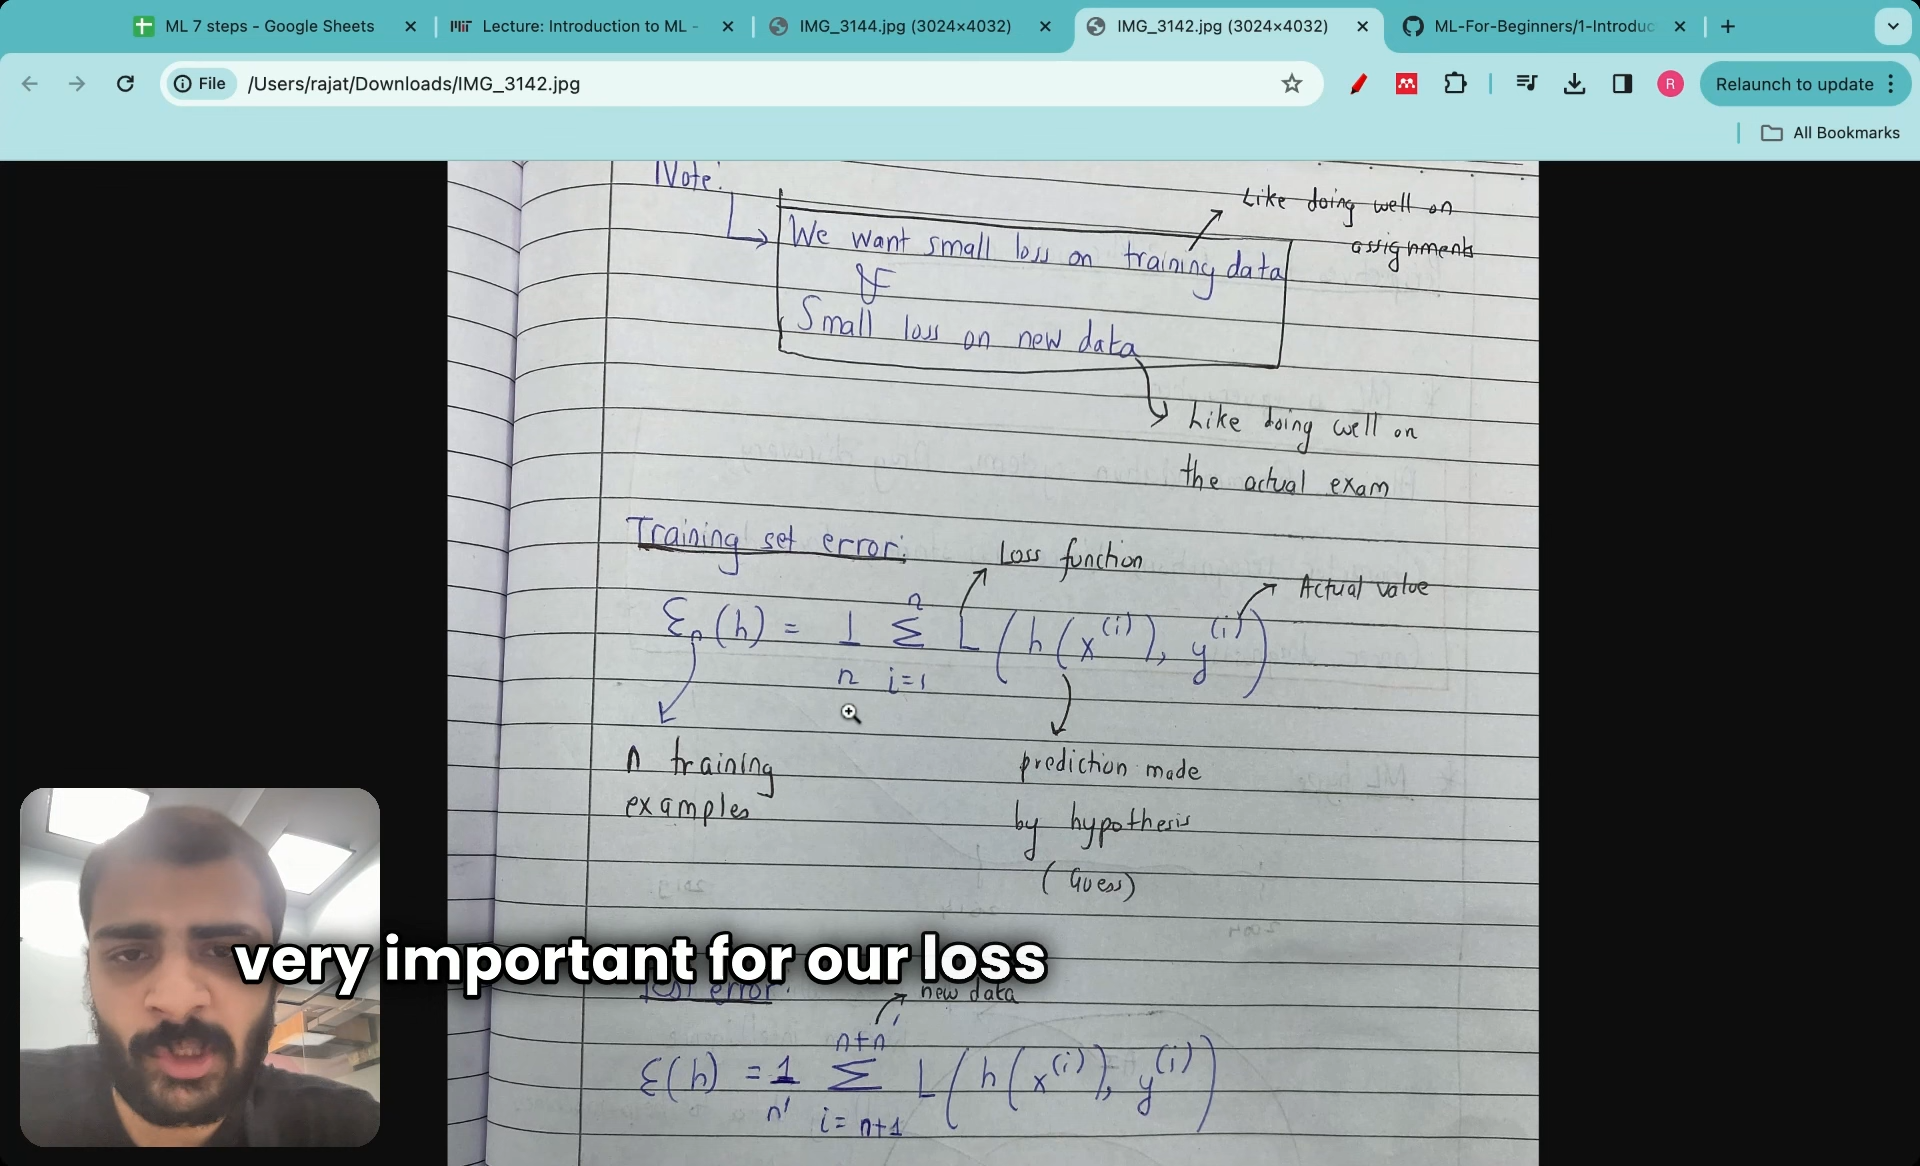 ML 7 steps - Google Sheets
MIT Lecture: Introduction to ML -
IMG_3144.jpg (3024×4032)
IMG_3142.jpg (3024×4032)
ML-For-Beginners/1-Introduc
File /Users/rajat/Downloads/IMG_3142.jpg
R
Relaunch to update
All Bookmarks
Note:
Like doing well on
assignments
We want small loss on training data
&
Small loss on new data
Like doing well on
the actual exam
Training set error:
Loss function
Actual value
Ɛn(h) = 1/n Σ i=1 n L(h(x^(i)), y^(i))
n training
examples
prediction made
by hypothesis
(Guess)
very important for our loss
Test error:
new data
Ɛ(h) = 1/n' Σ i=n+1 n+n' L(h(x^(i)), y^(i))